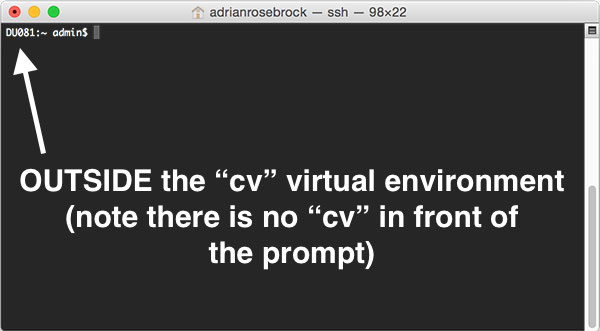 adrianrosebrock — ssh — 98×22
DU081:~ admin$
OUTSIDE the “cv” virtual environment
(note there is no “cv” in front of
the prompt)